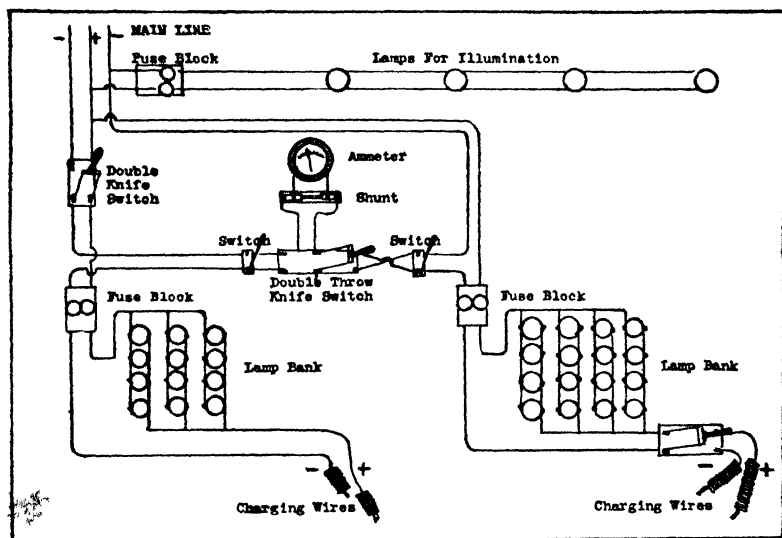 - + - MAIN LINE
Fuse Block
Lamps For Illumination
Ammeter
Double
Knife
Switch
Shunt
Switch
Switch
Double Throw
Knife Switch
Fuse Block
Fuse Block
Lamp Bank
Lamp Bank
- +
- +
Charging Wires
Charging Wires